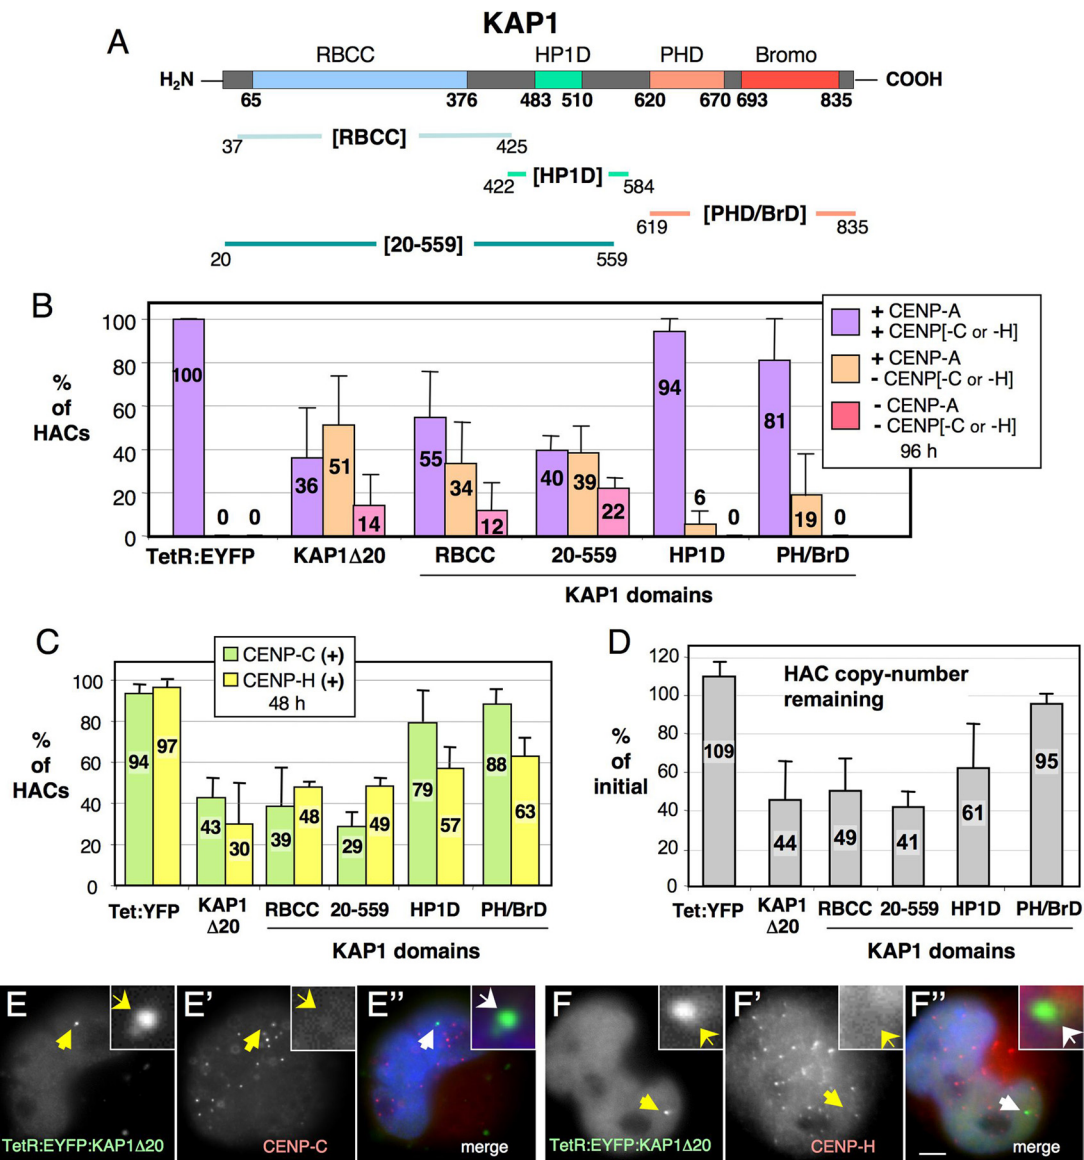 KAP1
A
RBCC HP1D PHD Bromo
H2N COOH
65 376 483 510 620 670 693 835
37 [RBCC] 425
422 [HP1D] 584
619 [PHD/BrD] 835
20 [20-559] 559
B
% of HACs
100
80
60
40
20
0
100 0 0
36 51 14
55 34 12
40 39 22
94 6 0
81 19 0
+ CENP-A
+ CENP[-C or -H]
+ CENP-A
- CENP[-C or -H]
- CENP-A
- CENP[-C or -H]
96 h
TetR:EYFP KAP1Δ20 RBCC 20-559 HP1D PH/BrD
KAP1 domains
C
CENP-C (+)
CENP-H (+)
48 h
% of HACs
100
80
60
40
20
0
94 97
43 30
39 48
29 49
79 57
88 63
Tet:YFP KAP1 Δ20 RBCC 20-559 HP1D PH/BrD
KAP1 domains
D
HAC copy-number
remaining
% of initial
120
100
80
60
40
20
0
109 44 49 41 61 95
Tet:YFP KAP1 Δ20 RBCC 20-559 HP1D PH/BrD
KAP1 domains
E
TetR:EYFP:KAP1Δ20
E'
CENP-C
E''
merge
F
TetR:EYFP:KAP1Δ20
F'
CENP-H
F''
merge